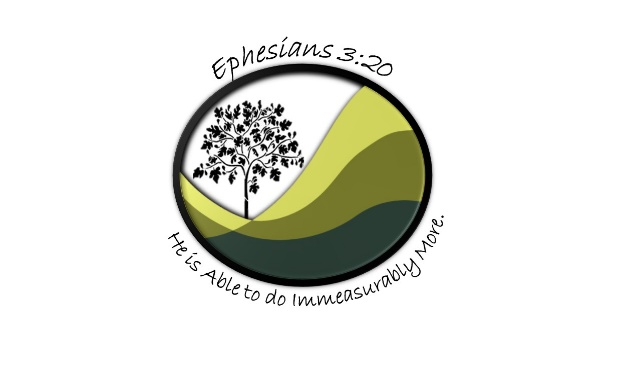 Ephesians 3:20
He is Able to do Immeasurably More.